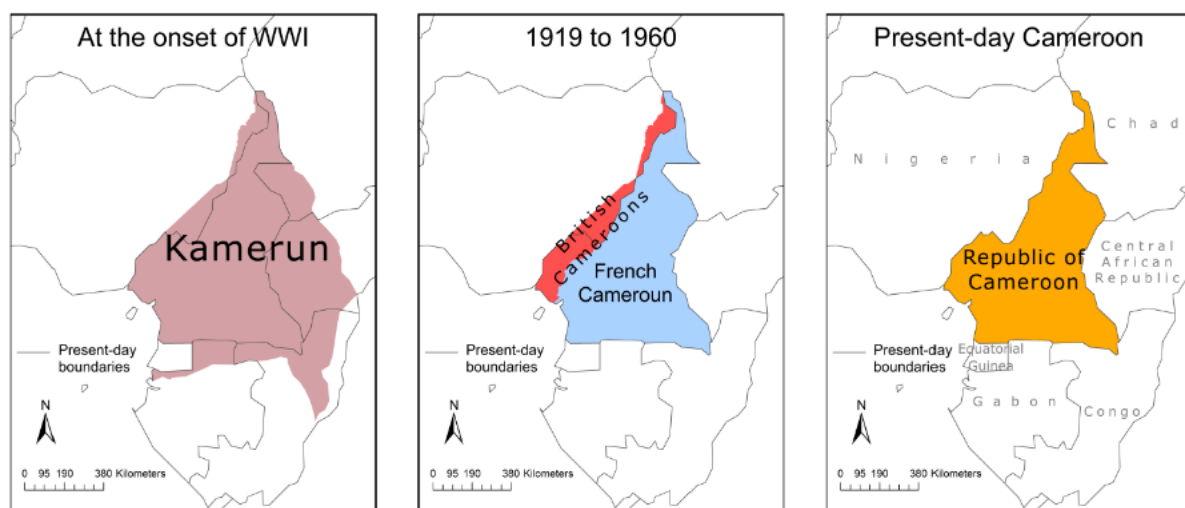 At the onset of WWI
Kamerun
Present-day
boundaries
N
0 95 190 380 Kilometers
1919 to 1960
British
Cameroons
French
Cameroun
Present-day
boundaries
N
0 95 190 380 Kilometers
Present-day Cameroon
Chad
Nigeria
Central
African
Republic
Republic of
Cameroon
Present-day
boundaries
Equatorial
Guinea
Gabon
Congo
N
0 95 190 380 Kilometers